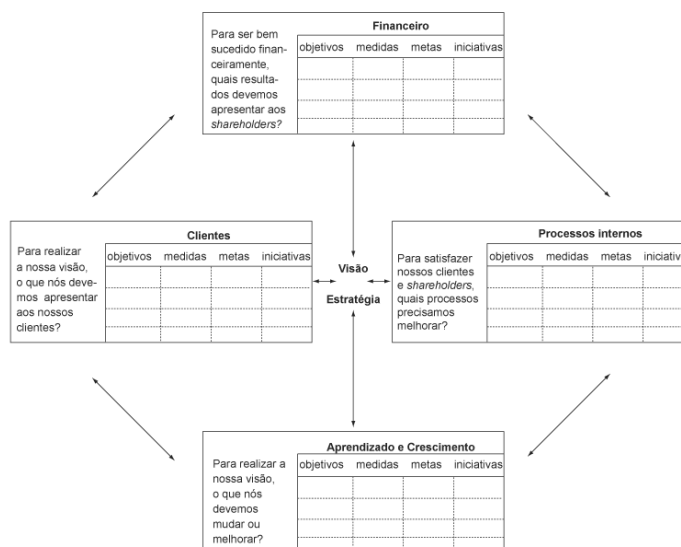 Financeiro
Para ser bem
sucedido finan-
ceiramente,
quais resulta-
dos devemos
apresentar aos
shareholders?
objetivos medidas metas iniciativas
Clientes
Para realizar
a nossa visão,
o que nós deve-
mos apresentar
aos nossos
clientes?
objetivos medidas metas iniciativas
Visão
Estratégia
Processos internos
Para satisfazer
nossos clientes
e shareholders,
quais processos
precisamos
melhorar?
objetivos medidas metas
Aprendizado e Crescimento
Para realizar a
nossa visão,
o que nós
devemos
mudar ou
melhorar?
objetivos medidas metas iniciativas